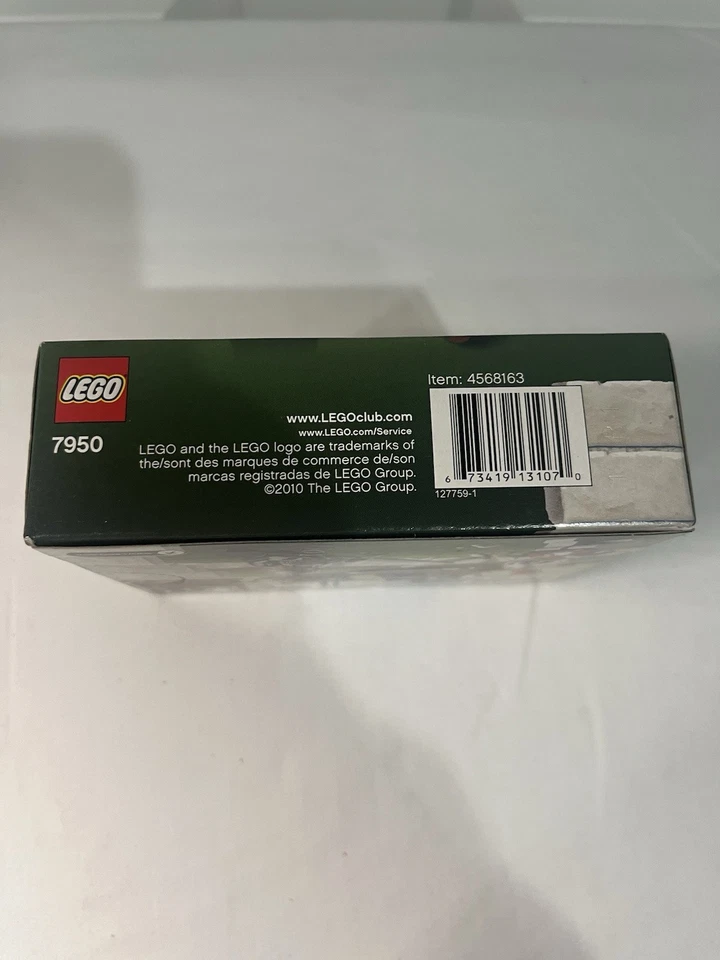 LEGO
7950
www.LEGOclub.com
www.LEGO.com/Service
LEGO and the LEGO logo are trademarks of
the/sont des marques de commerce de/son
marcas registradas de LEGO Group.
©2010 The LEGO Group.
Item: 4568163
6 73419 13107 0
127759-1